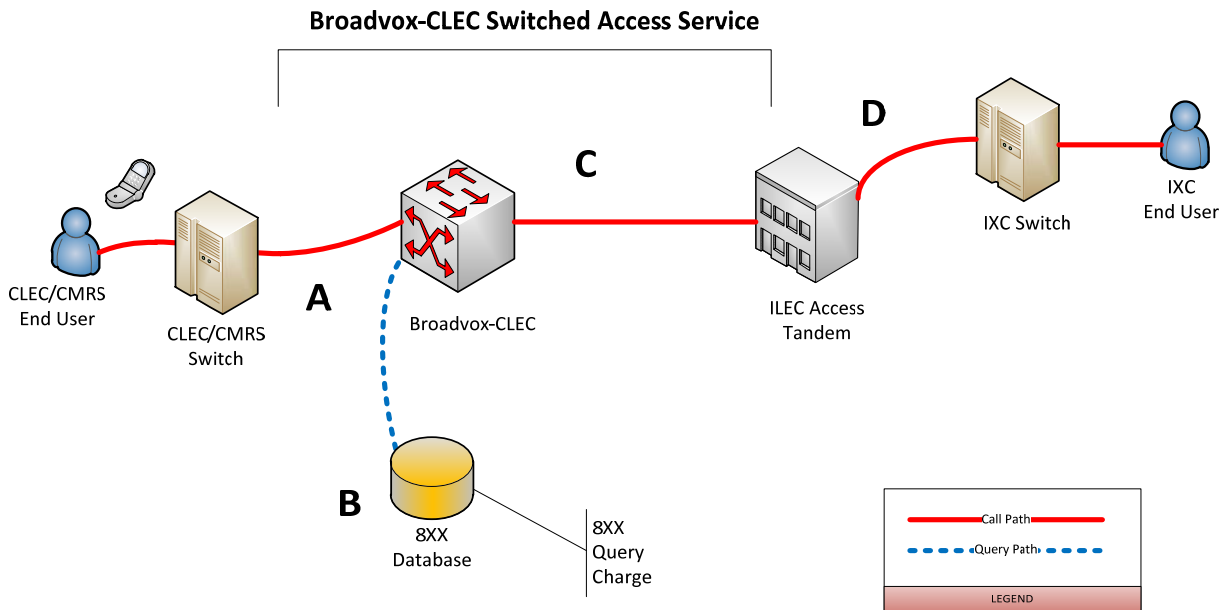 Broadvox-CLEC Switched Access Service
D
C
IXC
End User
IXC Switch
CLEC/CMRS
End User
A
CLEC/CMRS
Switch
Broadvox-CLEC
ILEC Access
Tandem
B
8XX
Database
8XX
Query
Charge
Call Path
Query Path
LEGEND